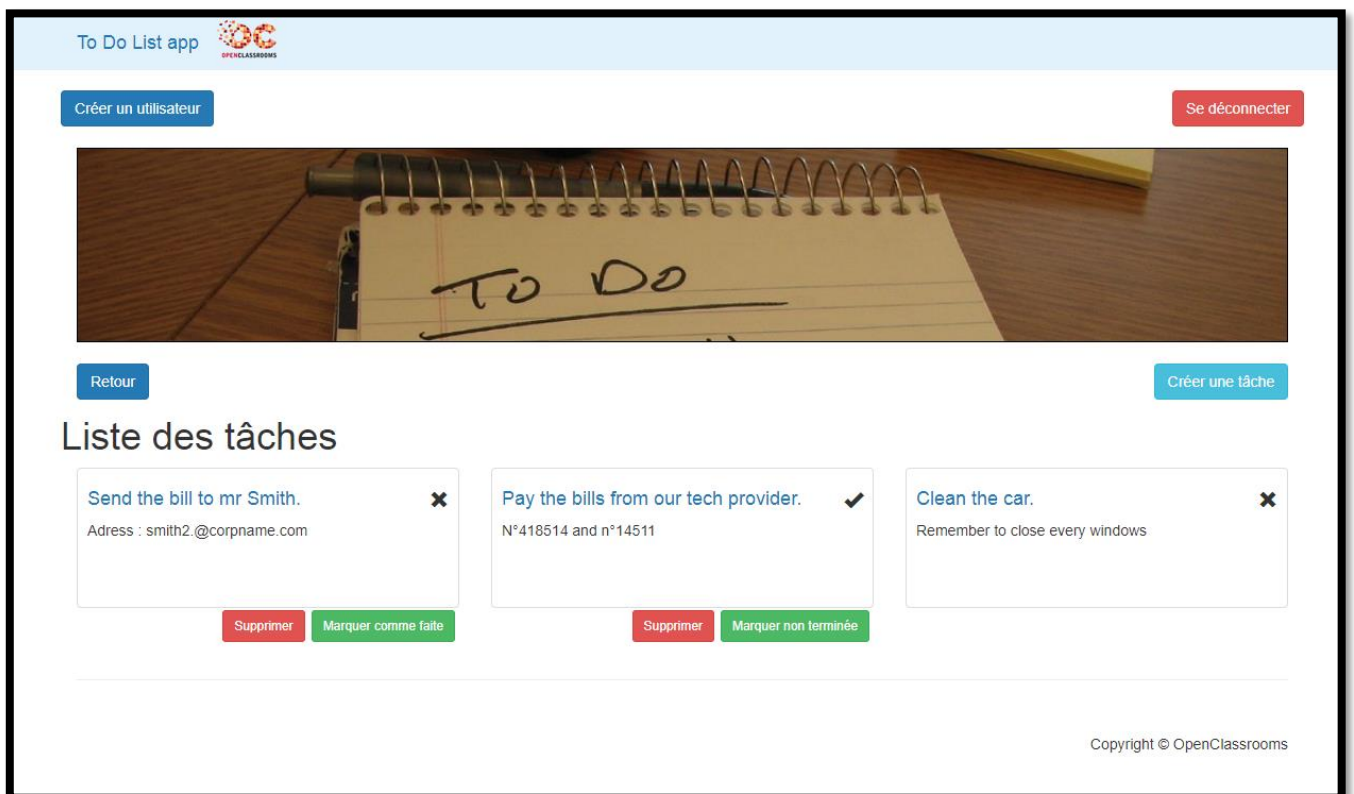 To Do List app
OC
OPENCLASSROOMS
Créer un utilisateur
Se déconnecter
To Do
Retour
Créer une tâche
Liste des tâches
Send the bill to mr Smith.
Adress : smith2.@corpname.com
Supprimer
Marquer comme faite
Pay the bills from our tech provider.
N°418514 and n°14511
Supprimer
Marquer non terminée
Clean the car.
Remember to close every windows
Copyright © OpenClassrooms